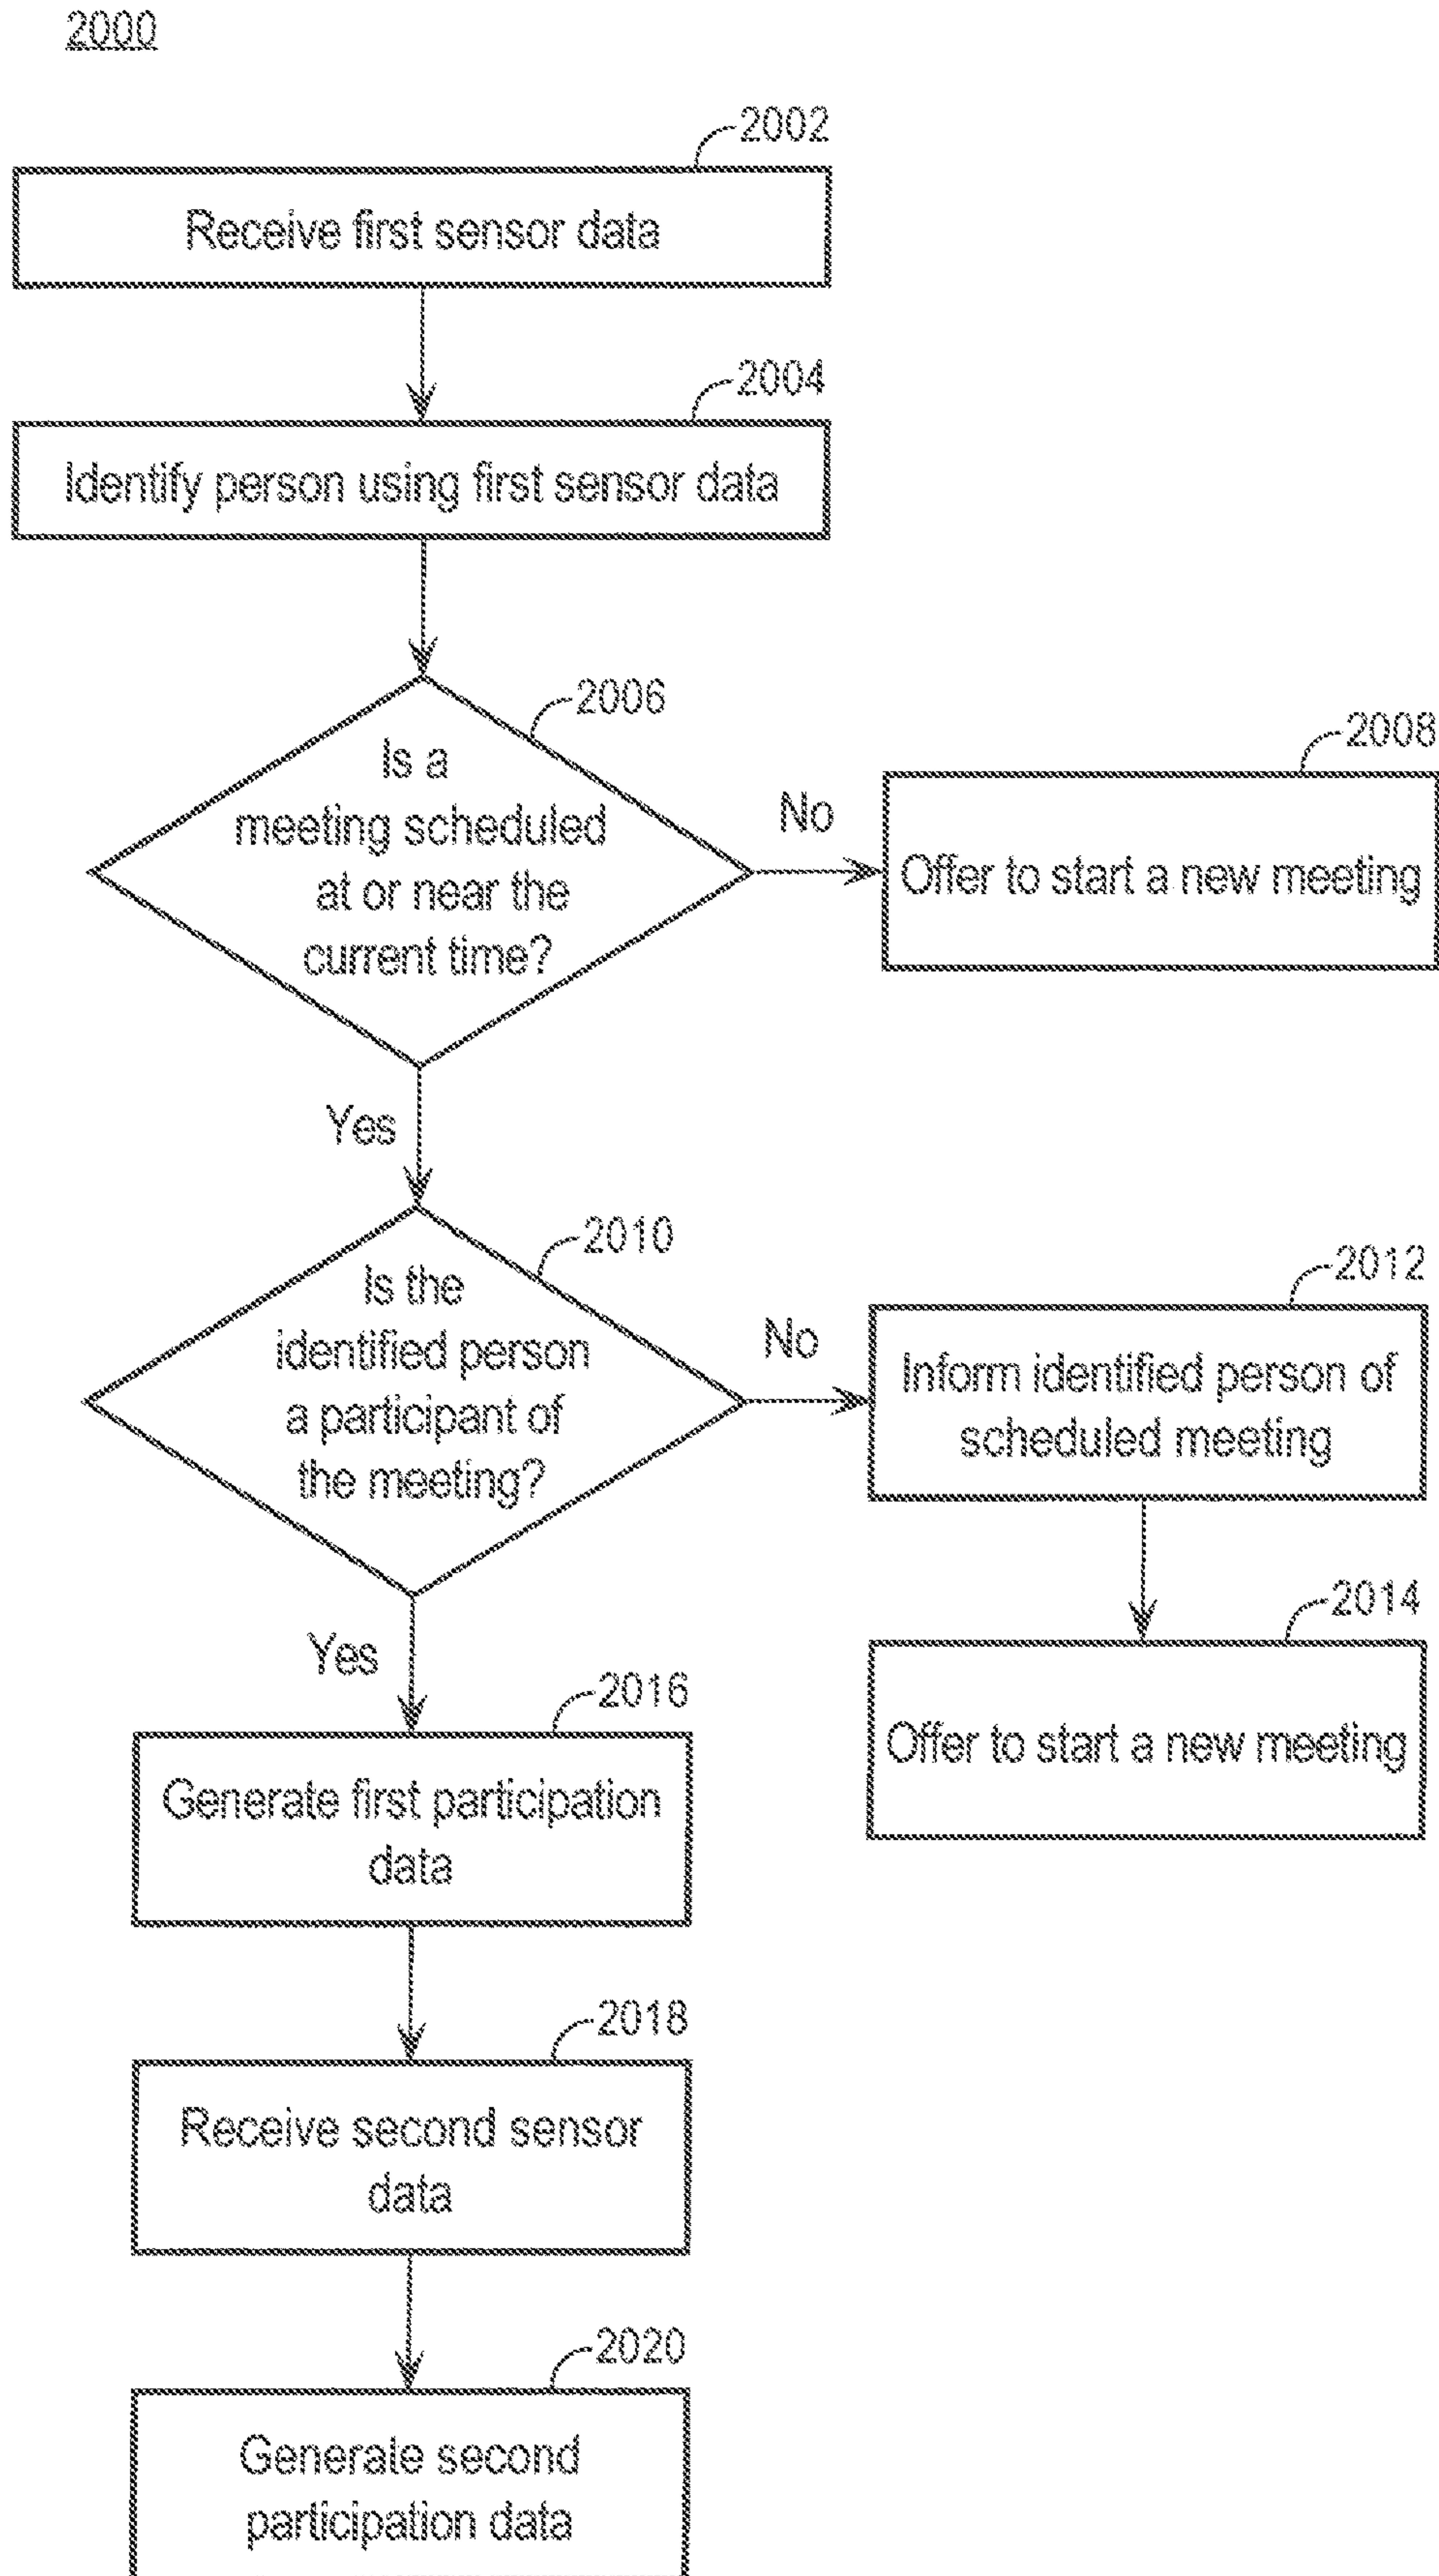 2000
2002
Receive first sensor data
2004
Identify person using first sensor data
2006
Is a
meeting scheduled
at or near the
current time?
No
2008
Offer to start a new meeting
Yes
2010
Is the
identified person
a participant of
the meeting?
No
2012
Inform identified person of
scheduled meeting
2014
Offer to start a new meeting
Yes
2016
Generate first participation
data
2018
Receive second sensor
data
2020
Generate second
participation data